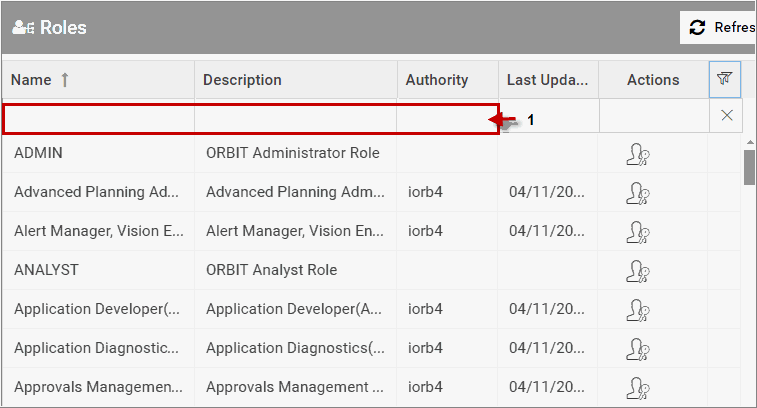 Roles Refres
Name Description Authority Last Upda... Actions
1
ADMIN ORBIT Administrator Role
Advanced Planning Ad... Advanced Planning Adm... iorb4 04/11/20...
Alert Manager, Vision E... Alert Manager, Vision En... iorb4 04/11/20...
ANALYST ORBIT Analyst Role
Application Developer(... Application Developer(A... iorb4 04/11/20...
Application Diagnostic... Application Diagnostics(... iorb4 04/11/20...
Approvals Managemen... Approvals Management ... iorb4 04/11/20...